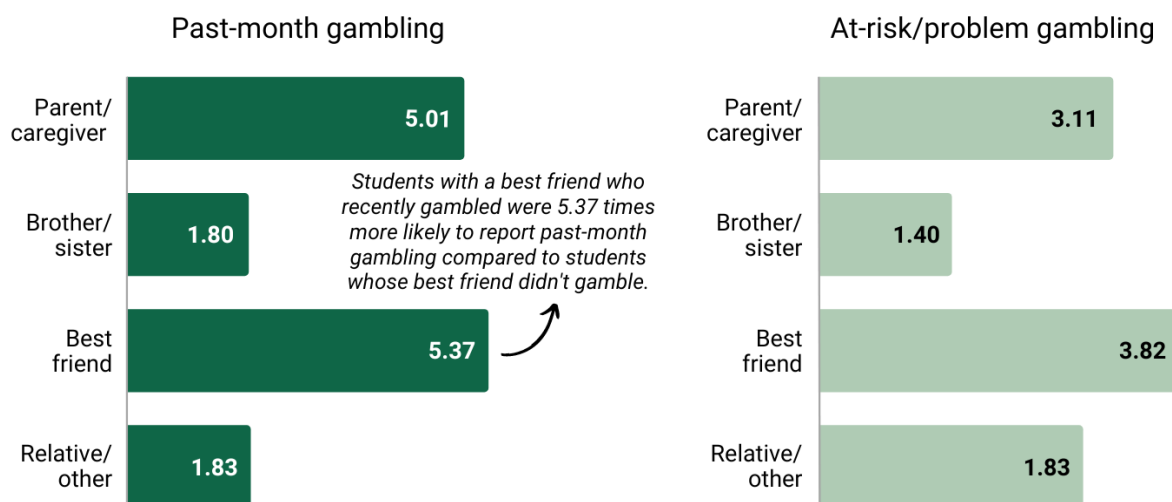 Past-month gambling
Parent/
caregiver
5.01
Brother/
sister
1.80
Students with a best friend who
recently gambled were 5.37 times
more likely to report past-month
gambling compared to students
whose best friend didn't gamble.
Best
friend
5.37
Relative/
other
1.83
At-risk/problem gambling
Parent/
caregiver
3.11
Brother/
sister
1.40
Best
friend
3.82
Relative/
other
1.83